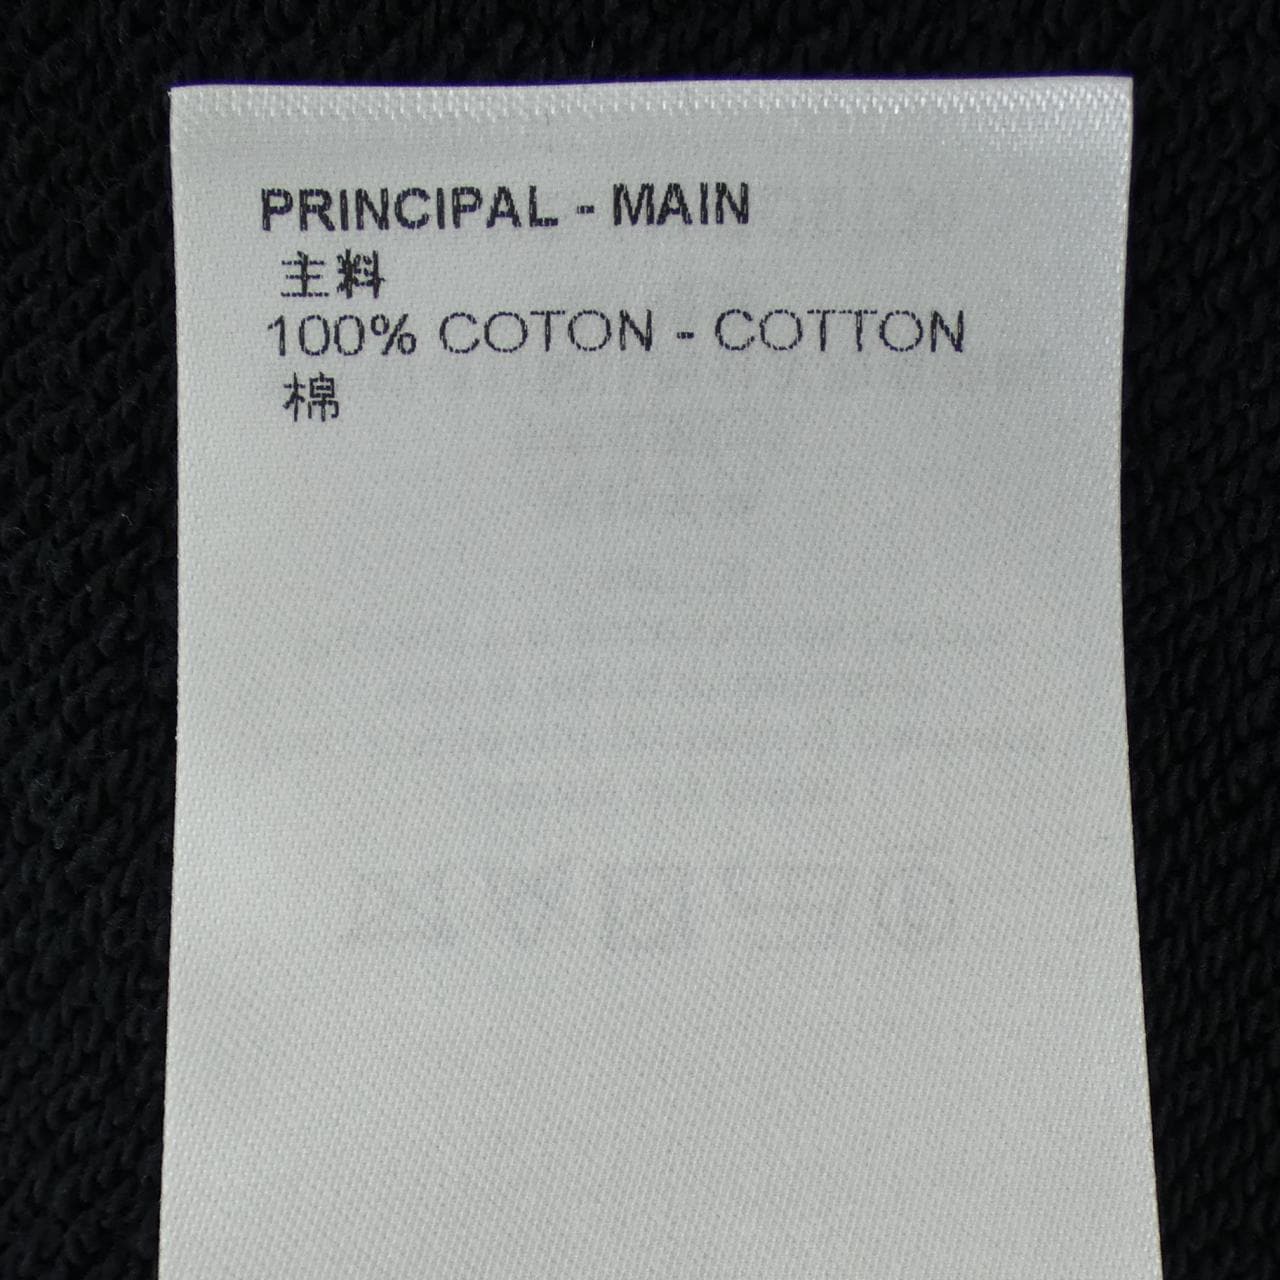 PRINCIPAL - MAIN
主料
100% COTON - COTTON
棉